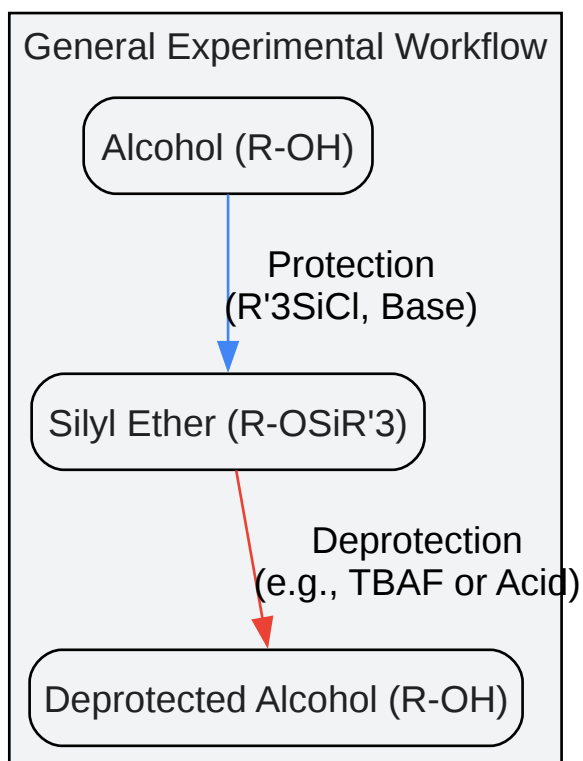 General Experimental Workflow
Alcohol (R-OH)
Protection
(R'3SiCl, Base)
Silyl Ether (R-OSiR'3)
Deprotection
(e.g., TBAF or Acid)
Deprotected Alcohol (R-OH)